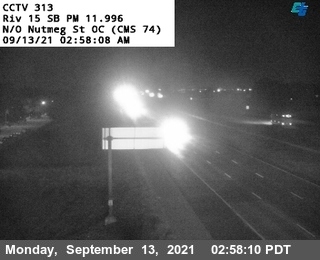 CCTV 313
Riv 15 SB PM 11.996
N/O Nutmeg St OC (CMS 74)
09/13/21 02:58:08 AM
Monday, September 13, 2021 02:58:10 PDT